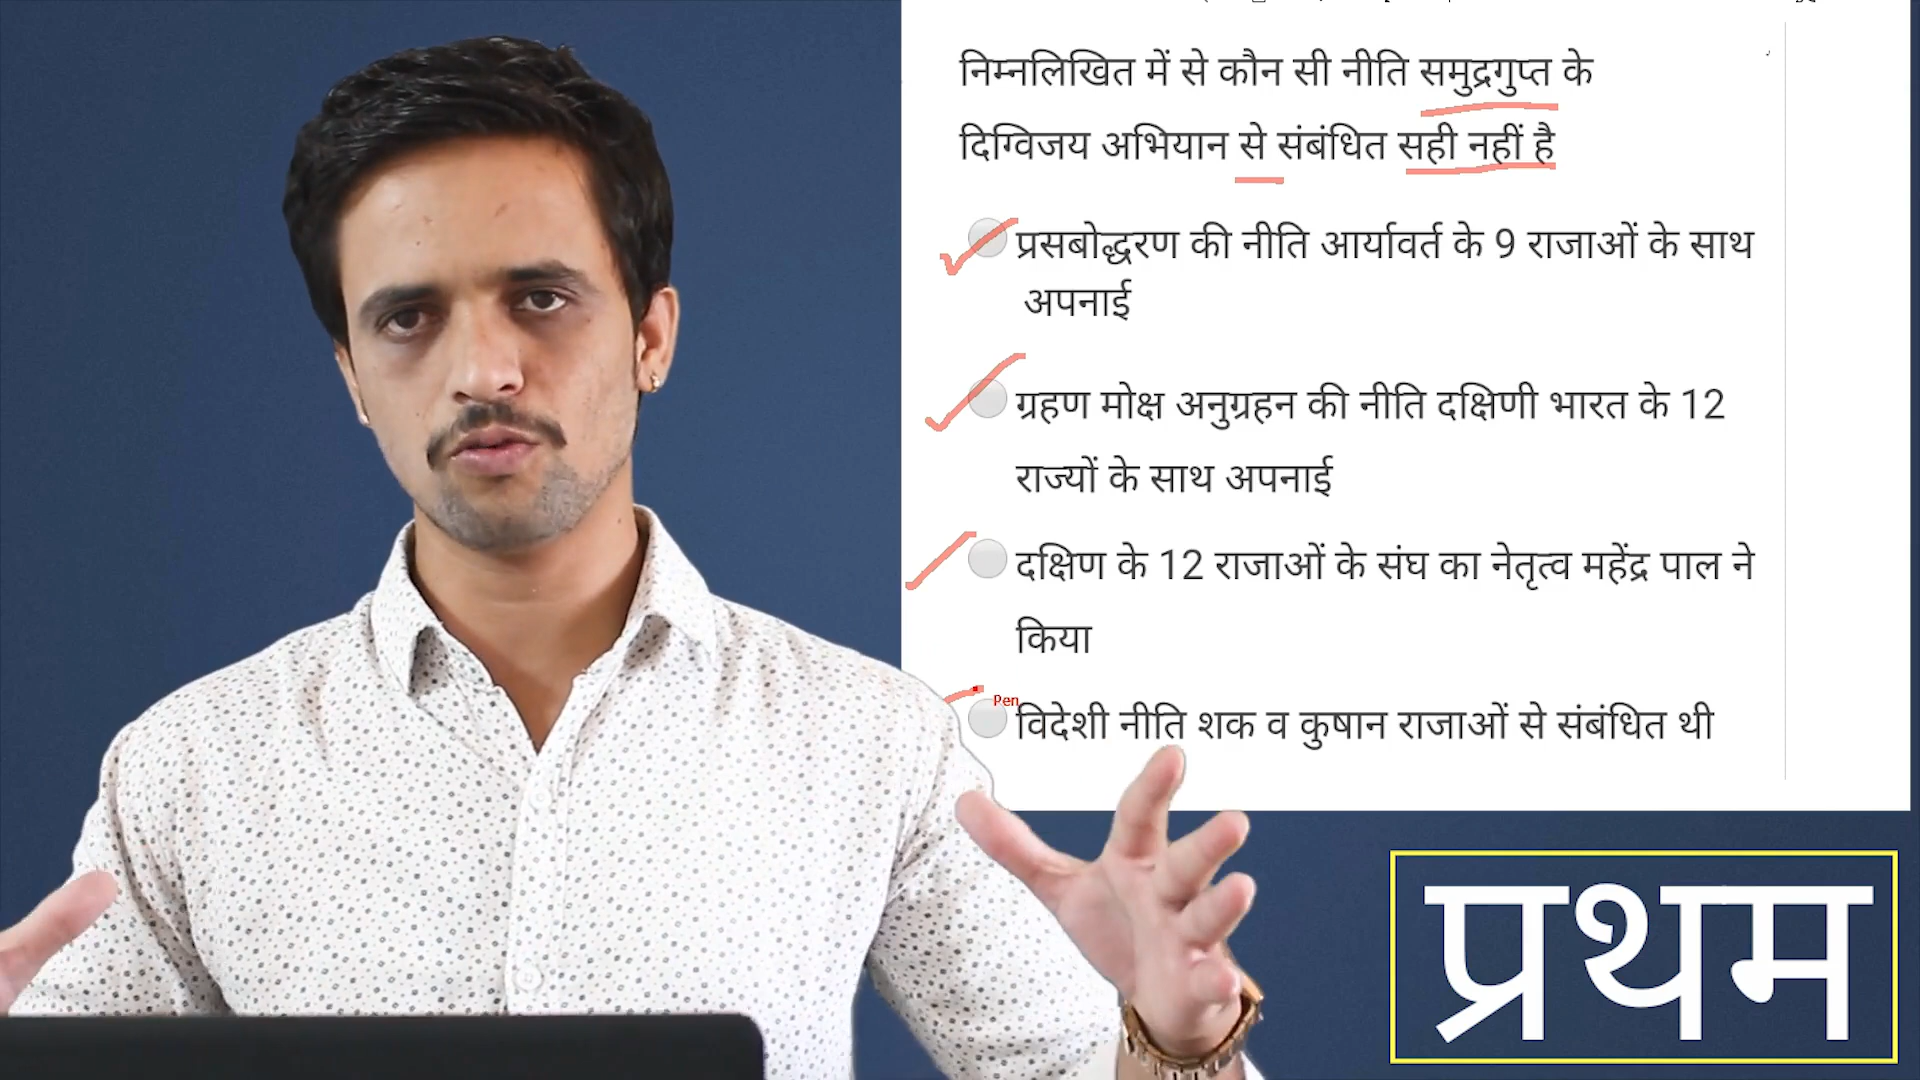 निम्नलिखित में से कौन सी नीति समुद्रगुप्त के
दिग्विजय अभियान से संबंधित सही नहीं है
प्रसबोद्धरण की नीति आर्यावर्त के 9 राजाओं के साथ
अपनाई
ग्रहण मोक्ष अनुग्रहन की नीति दक्षिणी भारत के 12
राज्यों के साथ अपनाई
दक्षिण के 12 राजाओं के संघ का नेतृत्व महेंद्र पाल ने
किया
Pen
विदेशी नीति शक व कुषान राजाओं से संबंधित थी
प्रथम